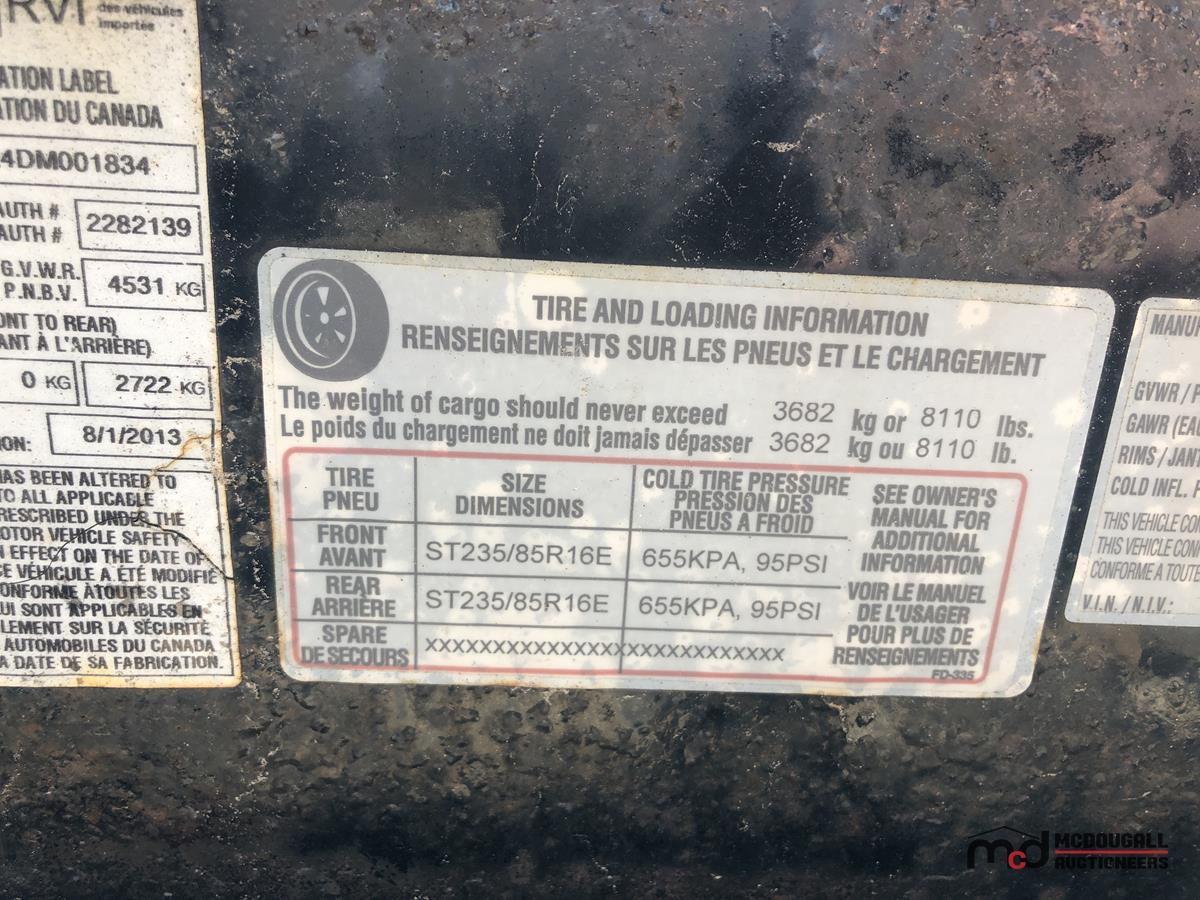 RVI des véhicules
importés
ATION LABEL
ATION DU CANADA
4DM001834
AUTH # 2282139
AUTH #
G.V.W.R. 4531 KG
P.N.B.V.
ONT TO REAR)
ANT À L'ARRIÈRE)
0 KG 2722 KG
ION: 8/1/2013
HAS BEEN ALTERED TO
TO ALL APPLICABLE
RESCRIBED UNDER THE
OTOR VEHICLE SAFETY
N EFFECT ON THE DATE OF
CE VÉHICULE A ÉTÉ MODIFIÉ
ONFORME ÀTOUTES LES
UI SONT APPLICABLES EN
LEMENT SUR LA SÉCURITÉ
AUTOMOBILES DU CANADA
A DATE DE SA FABRICATION.
TIRE AND LOADING INFORMATION
RENSEIGNEMENTS SUR LES PNEUS ET LE CHARGEMENT
The weight of cargo should never exceed 3682 kg or 8110 lbs.
Le poids du chargement ne doit jamais dépasser 3682 kg ou 8110 lb.
TIRE
PNEU
SIZE
DIMENSIONS
COLD TIRE PRESSURE
PRESSION DES
PNEUS A FROID
FRONT
AVANT
ST235/85R16E
655KPA, 95PSI
REAR
ARRIÈRE
ST235/85R16E
655KPA, 95PSI
SPARE
DE SECOURS
XXXXXXXXXXXXXXXXXXXXXXXXXXX
SEE OWNER'S
MANUAL FOR
ADDITIONAL
INFORMATION
VOIR LE MANUEL
DE L'USAGER
POUR PLUS DE
RENSEIGNEMENTS
FD-335
MANU
GVWR / P
GAWR (EA
RIMS / JANT
COLD INFL. P
THIS VEHICLE CO
THIS VEHICLE CON
CONFORME A TOUTE
V.I.N. / N.I.V.:
mcd MCDOUGALL
AUCTIONEERS